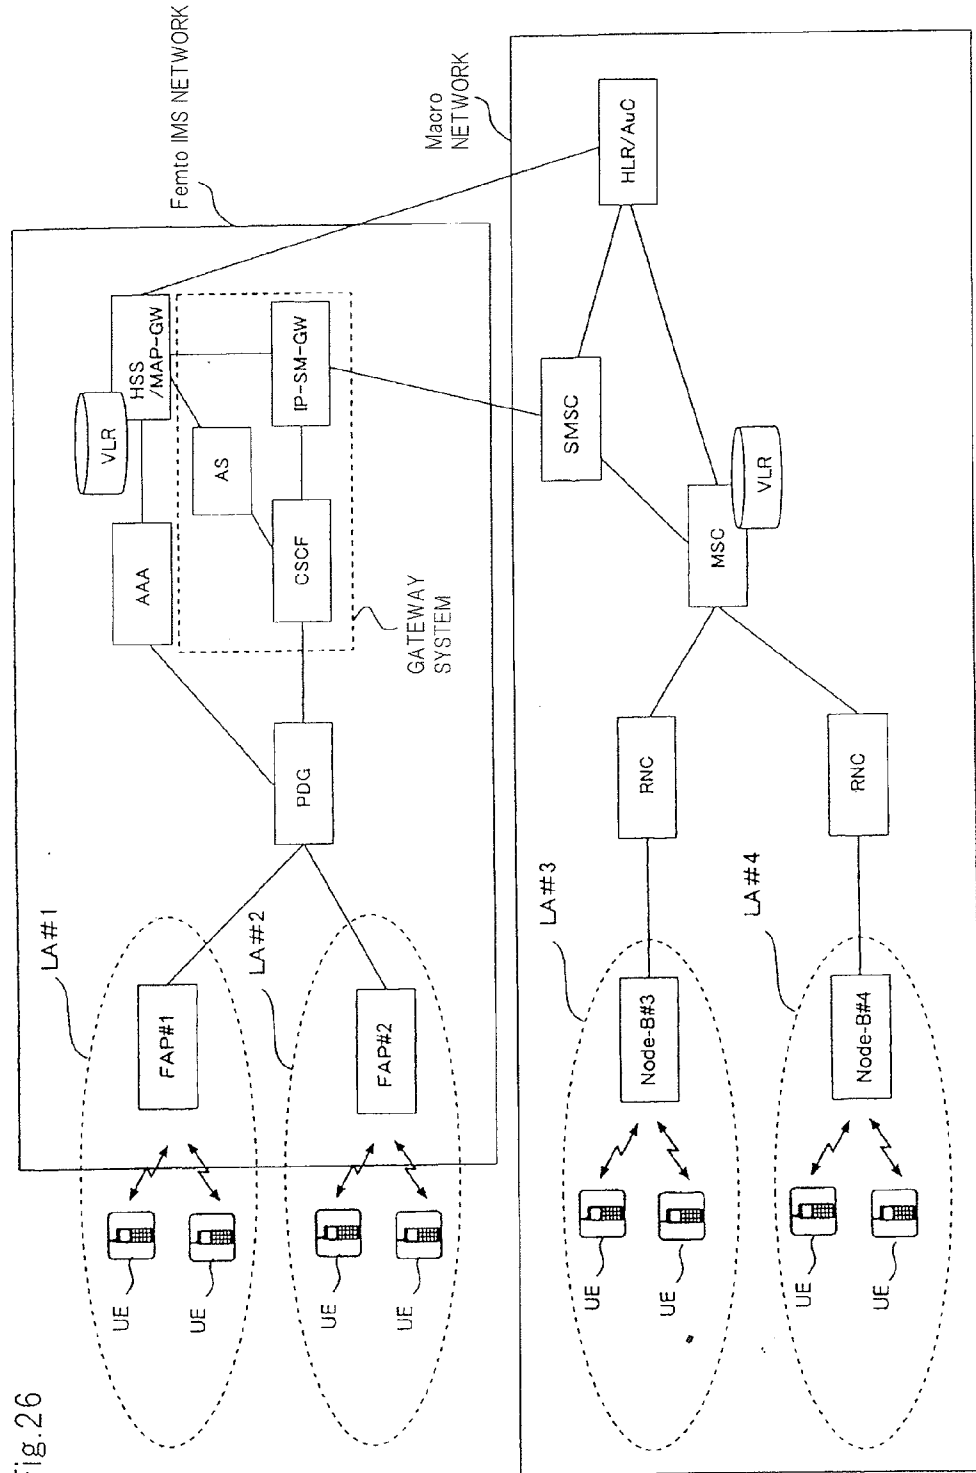 Fig.26
Femto IMS NETWORK
LA#1
UE
UE
FAP#1
LA#2
UE
UE
FAP#2
PDG
AAA
VLR
HSS
/MAP-GW
AS
CSCF
IP-SM-GW
GATEWAY
SYSTEM
Macro
NETWORK
LA#3
UE
UE
Node-B#3
RNC
LA#4
UE
UE
Node-B#4
RNC
MSC
VLR
SMSC
HLR/AuC